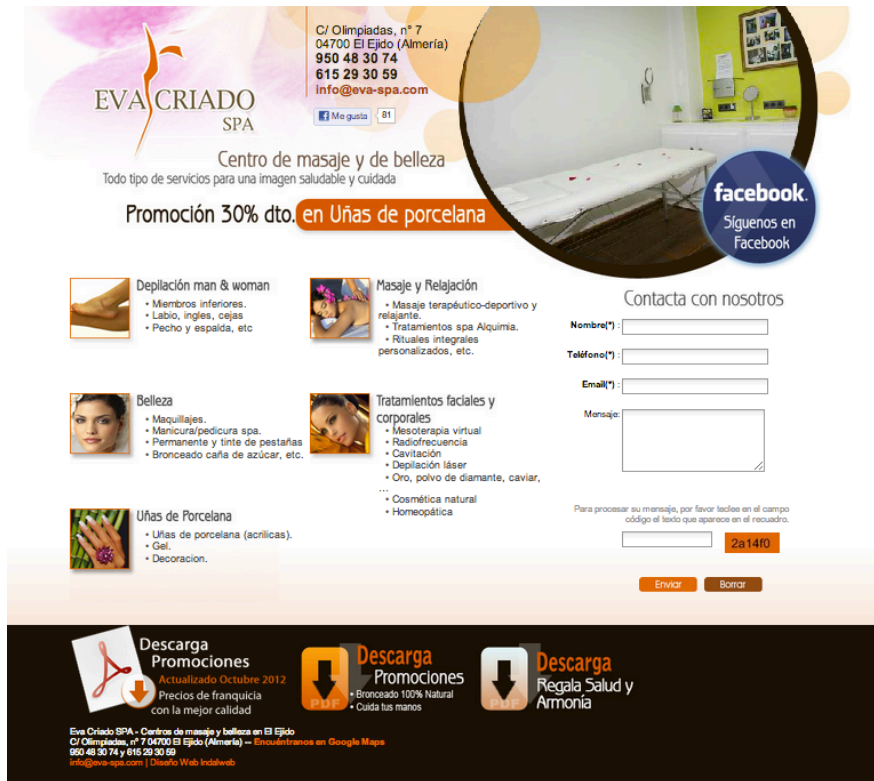 C/ Olimpiadas, n° 7
04700 El Ejido (Almería)
950 48 30 74
615 29 30 59
info@eva-spa.com
EVA CRIADO
SPA
Me gusta 81
Centro de masaje y de belleza
Todo tipo de servicios para una imagen saludable y cuidada
Promoción 30% dto. en Uñas de porcelana
facebook.
Síguenos en
Facebook
Depilación man & woman
• Miembros inferiores.
• Labio, ingles, cejas
• Pecho y espalda, etc
Masaje y Relajación
• Masaje terapéutico-deportivo y
relajante.
• Tratamientos spa Alquimia.
• Rituales integrales
personalizados, etc.
Belleza
• Maquillajes.
• Manicura/pedicura spa.
• Permanente y tinte de pestañas
• Bronceado caña de azúcar, etc.
Tratamientos faciales y
corporales
• Mesoterapia virtual
• Radiofrecuencia
• Cavitación
• Depilación láser
• Oro, polvo de diamante, caviar,
...
• Cosmética natural
• Homeopática
Uñas de Porcelana
• Uñas de porcelana (acrílicas).
• Gel.
• Decoracion.
Contacta con nosotros
Nombre(*) :
Teléfono(*) :
Email(*) :
Mensaje:
Para procesar su mensaje, por favor teclee en el campo
código el texto que aparece en el recuadro.
2a14f0
Enviar Borrar
Descarga
Promociones
Actualizado Octubre 2012
Precios de franquicia
con la mejor calidad
PDF
Descarga
Promociones
• Bronceado 100% Natural
• Cuida tus manos
PDF
Descarga
Regala Salud y
Armonía
Eva Criado SPA - Centros de masaje y belleza en El Ejido
C/ Olimpiadas, n° 7 04700 El Ejido (Almería) -- Encuéntranos en Google Maps
950 48 30 74 y 615 29 30 59
info@eva-spa.com | Diseño Web Indalweb